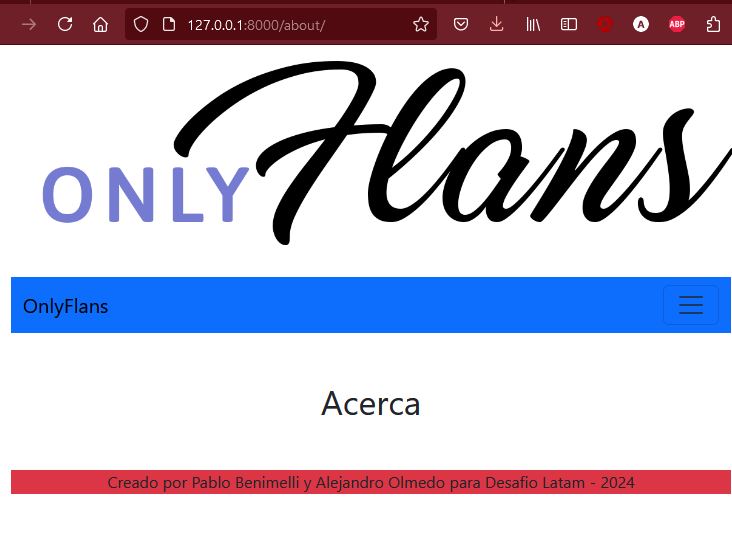 127.0.0.1:8000/about/
A
ABP
ONLY Flans
OnlyFlans
Acerca
Creado por Pablo Benimelli y Alejandro Olmedo para Desafio Latam - 2024